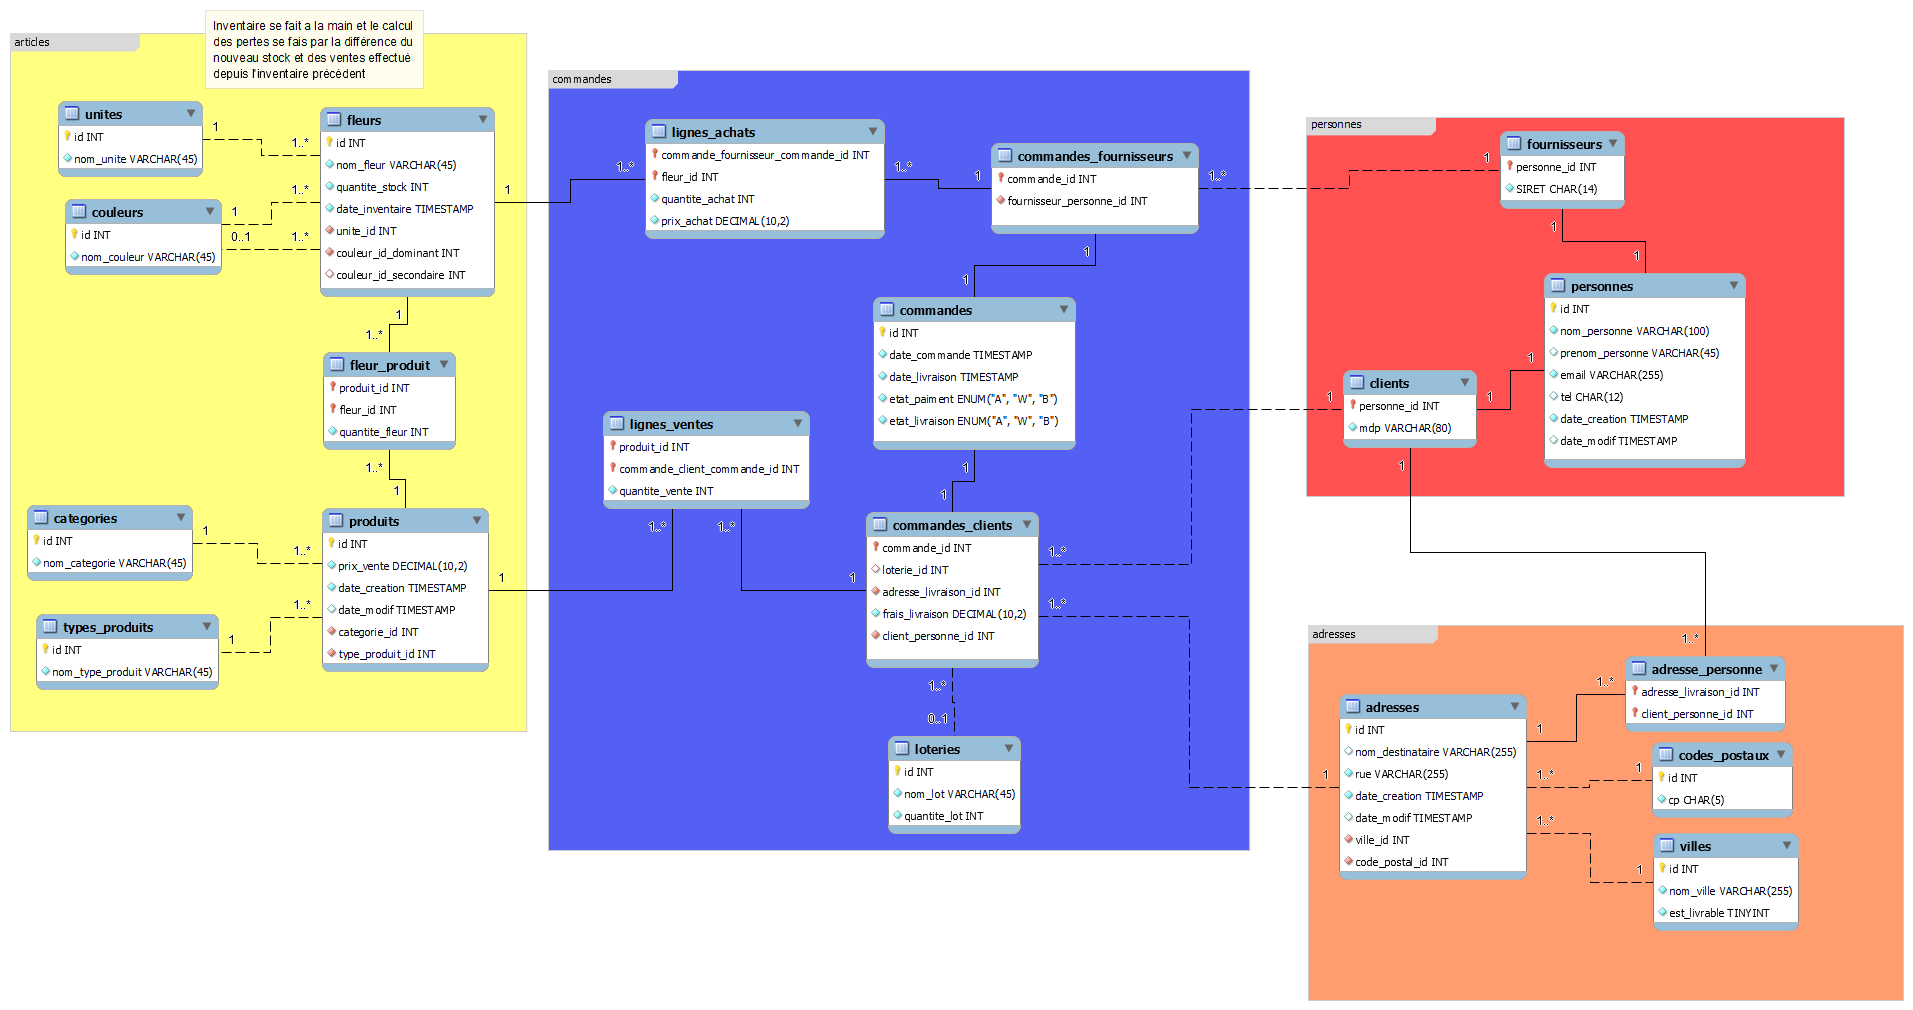 Inventaire se fait a la main et le calcul
des pertes se fais par la différence du
nouveau stock et des ventes effectué
depuis l'inventaire précédent
articles
unites
id INT
nom_unite VARCHAR(45)
1
1..*
couleurs
id INT
nom_couleur VARCHAR(45)
1
1..*
0..1
1..*
fleurs
id INT
nom_fleur VARCHAR(45)
quantite_stock INT
date_inventaire TIMESTAMP
unite_id INT
couleur_id_dominant INT
couleur_id_secondaire INT
1
1..*
1
1..*
fleur_produit
produit_id INT
fleur_id INT
quantite_fleur INT
1..*
1
categories
id INT
nom_categorie VARCHAR(45)
1
1..*
types_produits
id INT
nom_type_produit VARCHAR(45)
1
1..*
produits
id INT
prix_vente DECIMAL(10,2)
date_creation TIMESTAMP
date_modif TIMESTAMP
categorie_id INT
type_produit_id INT
1
1..*
commandes
lignes_achats
commande_fournisseur_commande_id INT
fleur_id INT
quantite_achat INT
prix_achat DECIMAL(10,2)
1..*
1
commandes_fournisseurs
commande_id INT
fournisseur_personne_id INT
1..*
1
1
1
commandes
id INT
date_commande TIMESTAMP
date_livraison TIMESTAMP
etat_paiment ENUM("A", "W", "B")
etat_livraison ENUM("A", "W", "B")
1
1
lignes_ventes
produit_id INT
commande_client_commande_id INT
quantite_vente INT
1..*
1
commandes_clients
commande_id INT
loterie_id INT
adresse_livraison_id INT
frais_livraison DECIMAL(10,2)
client_personne_id INT
1..*
1
1..*
1
1..*
0..1
loteries
id INT
nom_lot VARCHAR(45)
quantite_lot INT
personnes
fournisseurs
personne_id INT
SIRET CHAR(14)
1
1
personnes
id INT
nom_personne VARCHAR(100)
prenom_personne VARCHAR(45)
email VARCHAR(255)
tel CHAR(12)
date_creation TIMESTAMP
date_modif TIMESTAMP
1
1
clients
personne_id INT
mdp VARCHAR(80)
1
1..*
adresses
adresse_personne
adresse_livraison_id INT
client_personne_id INT
1..*
1
adresses
id INT
nom_destinataire VARCHAR(255)
rue VARCHAR(255)
date_creation TIMESTAMP
date_modif TIMESTAMP
ville_id INT
code_postal_id INT
1..*
1
codes_postaux
id INT
cp CHAR(5)
1..*
1
villes
id INT
nom_ville VARCHAR(255)
est_livrable TINYINT